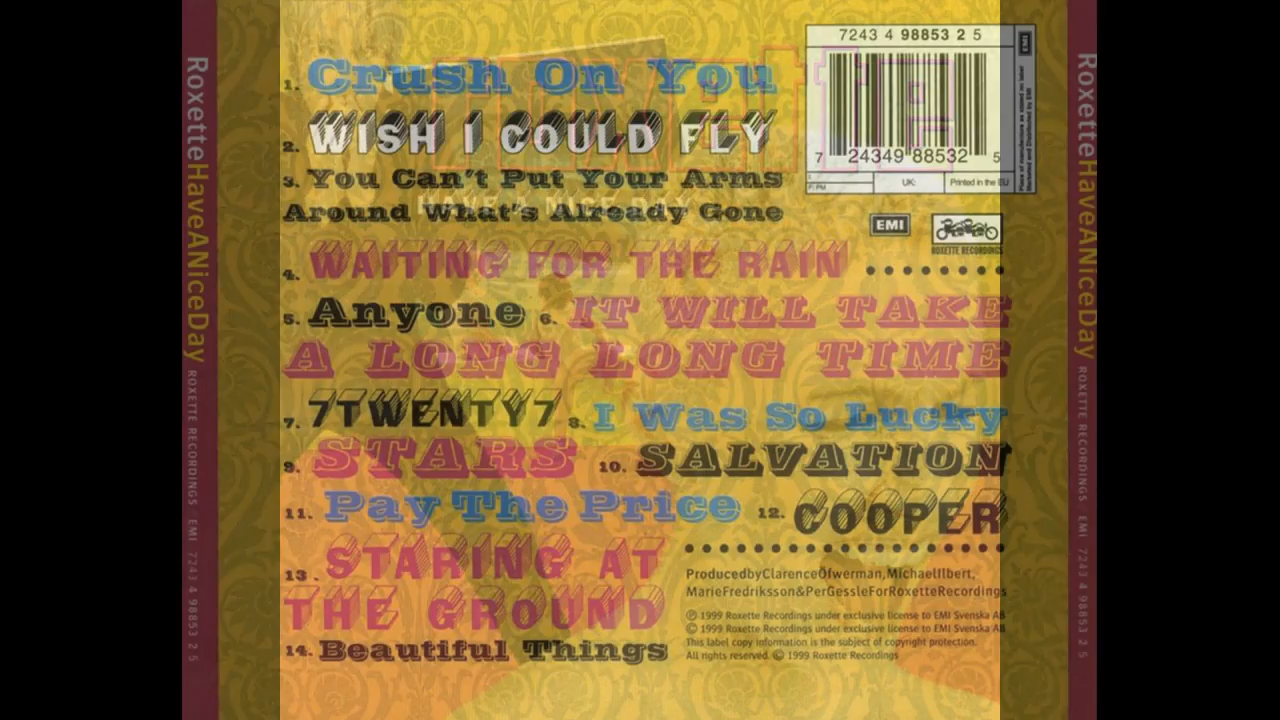 RoxetteHaveANiceDay ROXETTE RECORDINGS EMI 7243 4 98853 2 5
1. Crush On You
2. WISH I COULD FLY
3. You Can't Put Your Arms
Around What's Already Gone
HAVE A NICE DAY
4. WAITING FOR THE RAIN
5. Anyone 6. IT WILL TAKE
A LONG LONG TIME
7. 7TWENTY7 8. I Was So Lucky
9. STARS 10. SALVATION
11. Pay The Price 12. COOPER
13. STARING AT
THE GROUND
14. Beautiful Things
7243 4 98853 2 5
7 24349 88532 5
UK: Printed in the EU
EMI
EMI
ROXETTE RECORDINGS
ProducedbyClarenceÖfwerman,MichaelIlbert,
MarieFredriksson&PerGessleForRoxetteRecordings
℗ 1999 Roxette Recordings under exclusive license to EMI Svenska AB
© 1999 Roxette Recordings under exclusive license to EMI Svenska AB
This label copy information is the subject of copyright protection.
All rights reserved. © 1999 Roxette Recordings
RoxetteHaveANiceDay ROXETTE RECORDINGS EMI 7243 4 98853 2 5